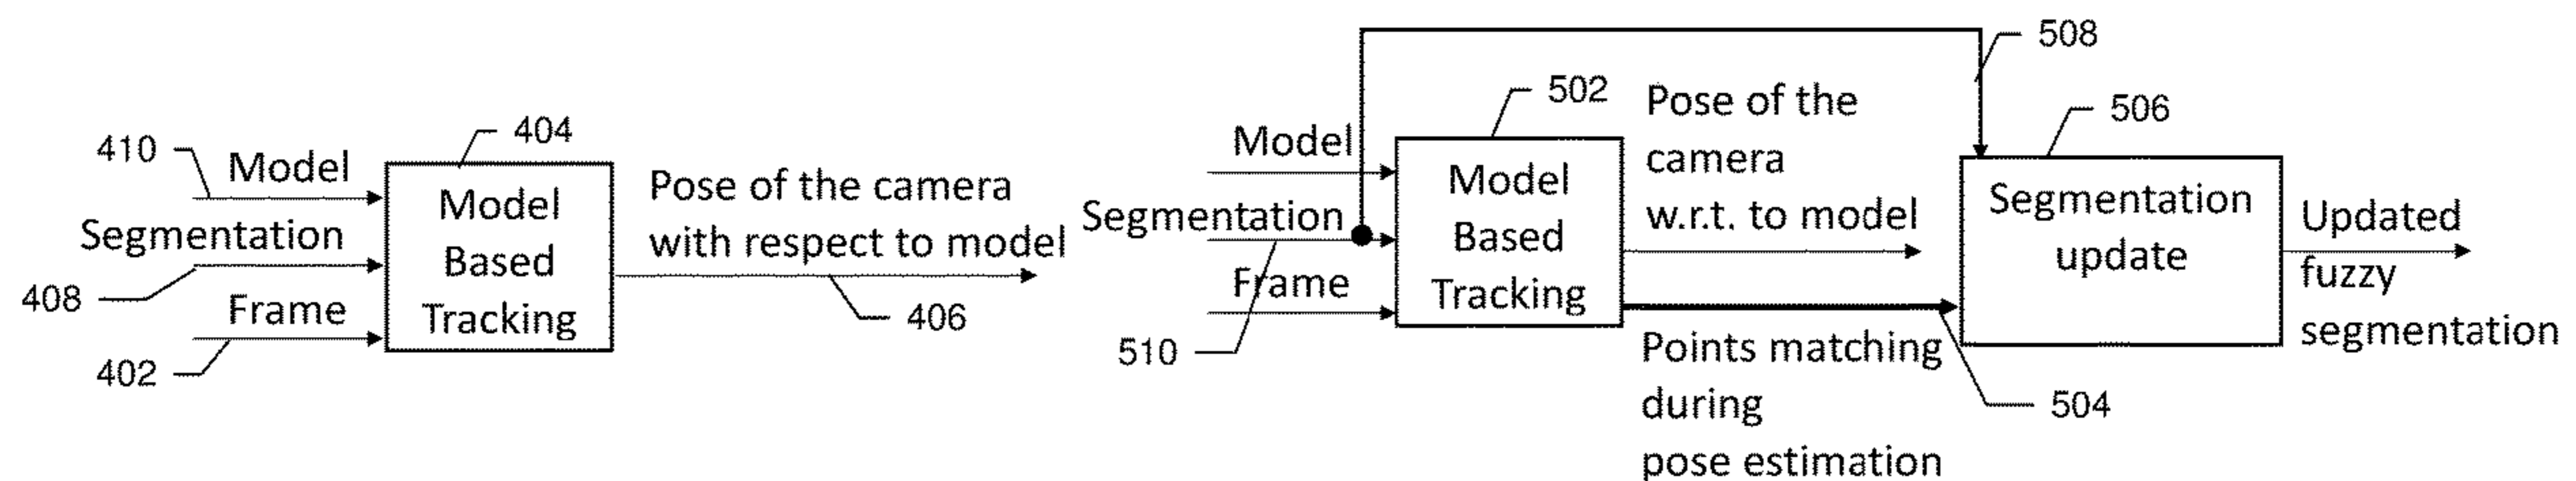 410
Model
Segmentation
408
Frame
402
404
Model
Based
Tracking
Pose of the camera
with respect to model
406
Model
Segmentation
Frame
510
502
Model
Based
Tracking
Pose of the
camera
w.r.t. to model
Points matching
during
pose estimation
504
508
506
Segmentation
update
Updated
fuzzy
segmentation